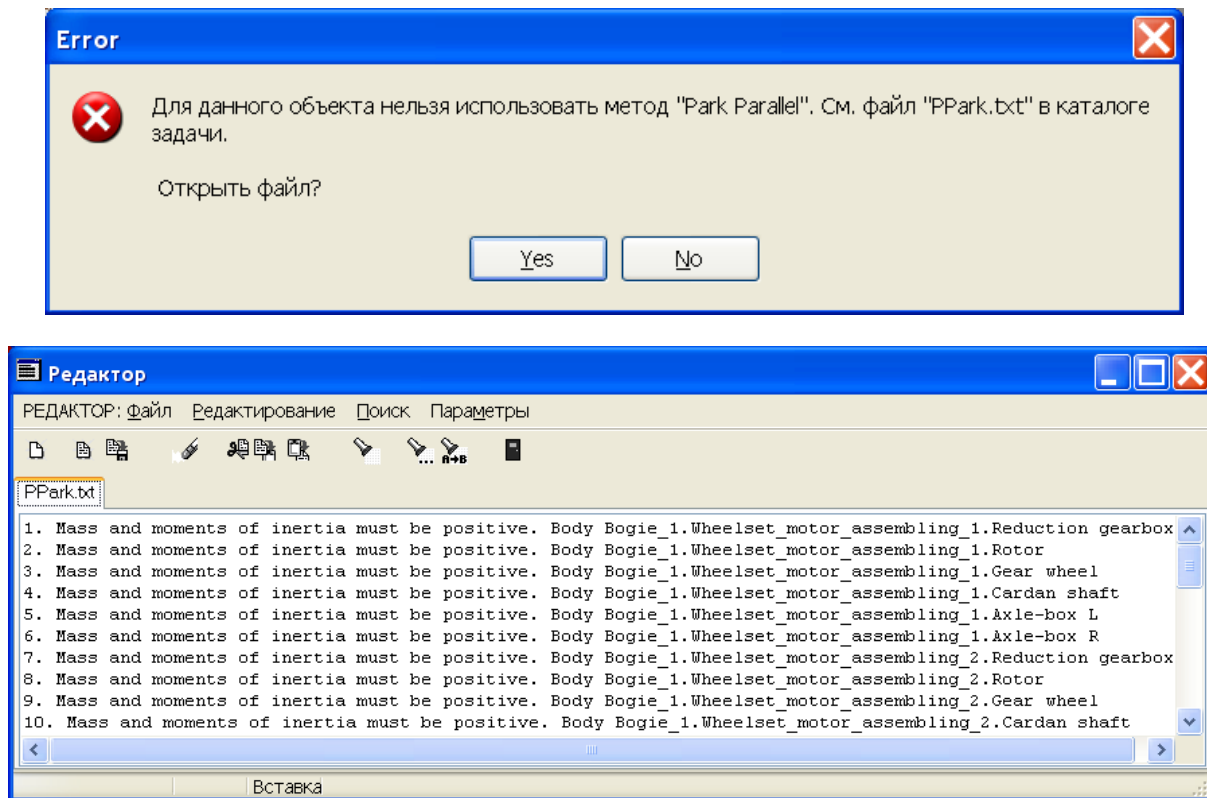 Error
Для данного объекта нельзя использовать метод "Park Parallel". См. файл "PPark.txt" в каталоге
задачи.
Открыть файл?
Yes No
Редактор
РЕДАКТОР: Файл Редактирование Поиск Параметры
... A→B
PPark.txt
1. Mass and moments of inertia must be positive. Body Bogie_1.Wheelset_motor_assembling_1.Reduction gearbox
2. Mass and moments of inertia must be positive. Body Bogie_1.Wheelset_motor_assembling_1.Rotor
3. Mass and moments of inertia must be positive. Body Bogie_1.Wheelset_motor_assembling_1.Gear wheel
4. Mass and moments of inertia must be positive. Body Bogie_1.Wheelset_motor_assembling_1.Cardan shaft
5. Mass and moments of inertia must be positive. Body Bogie_1.Wheelset_motor_assembling_1.Axle-box L
6. Mass and moments of inertia must be positive. Body Bogie_1.Wheelset_motor_assembling_1.Axle-box R
7. Mass and moments of inertia must be positive. Body Bogie_1.Wheelset_motor_assembling_2.Reduction gearbox
8. Mass and moments of inertia must be positive. Body Bogie_1.Wheelset_motor_assembling_2.Rotor
9. Mass and moments of inertia must be positive. Body Bogie_1.Wheelset_motor_assembling_2.Gear wheel
10. Mass and moments of inertia must be positive. Body Bogie_1.Wheelset_motor_assembling_2.Cardan shaft
Вставка